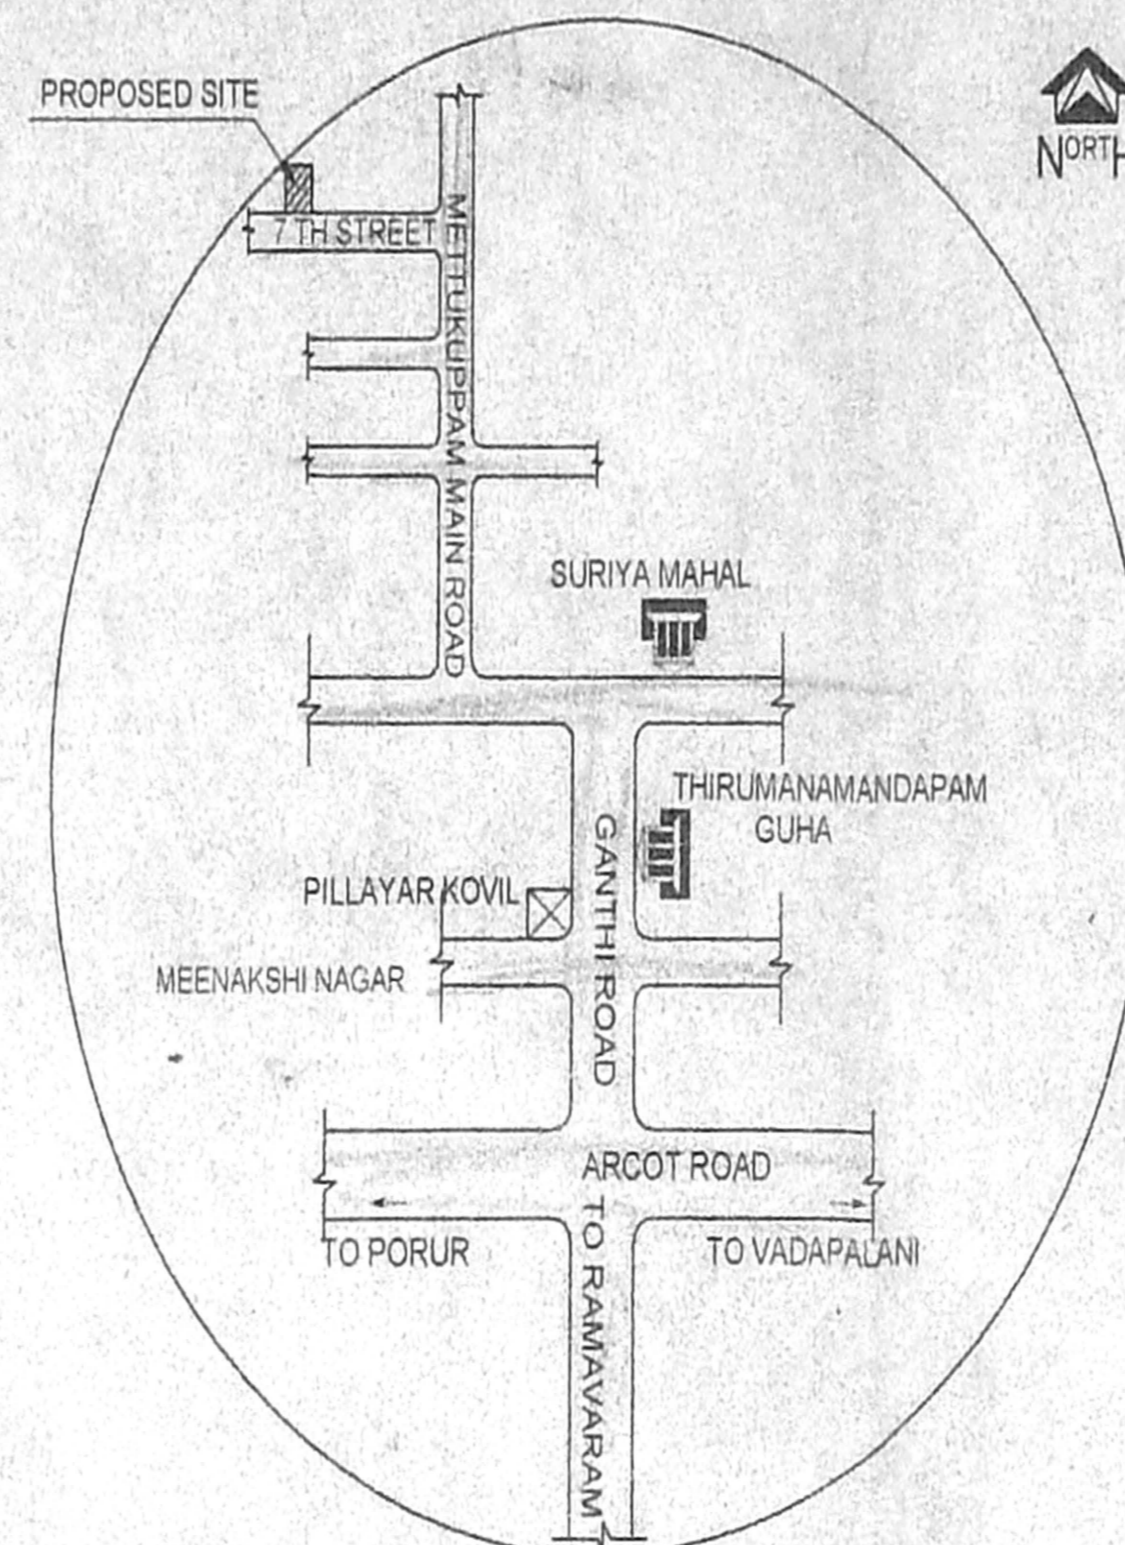 PROPOSED SITE
NORTH
7 TH STREET
METTUKUPPAM MAIN ROAD
SURIYA MAHAL
THIRUMANAMANDAPAM
GUHA
GANTHI ROAD
PILLAYAR KOVIL
MEENAKSHI NAGAR
ARCOT ROAD
TO PORUR
TO VADAPALANI
TO RAMAVARAM